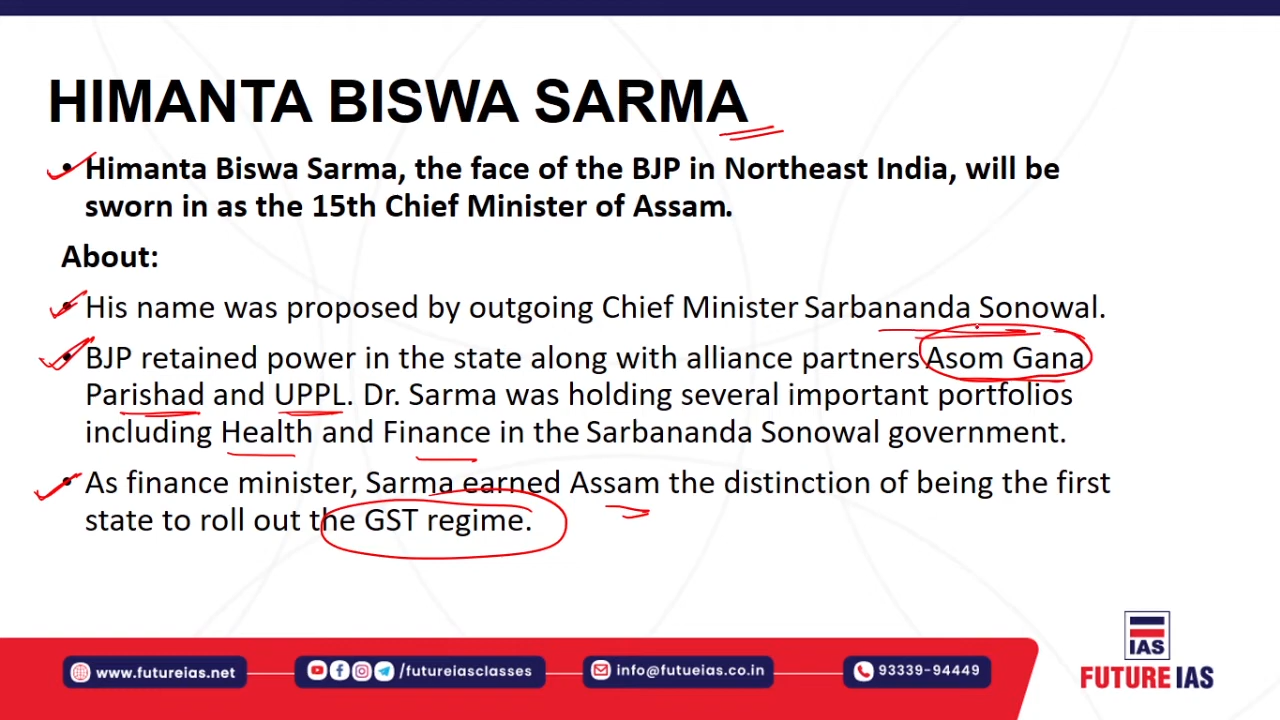 HIMANTA BISWA SARMA
• Himanta Biswa Sarma, the face of the BJP in Northeast India, will be
sworn in as the 15th Chief Minister of Assam.
About:
• His name was proposed by outgoing Chief Minister Sarbananda Sonowal.
• BJP retained power in the state along with alliance partners Asom Gana
Parishad and UPPL. Dr. Sarma was holding several important portfolios
including Health and Finance in the Sarbananda Sonowal government.
• As finance minister, Sarma earned Assam the distinction of being the first
state to roll out the GST regime.
IAS
FUTURE IAS
www.futureias.net
/futureiasclasses
info@futueias.co.in
93339-94449